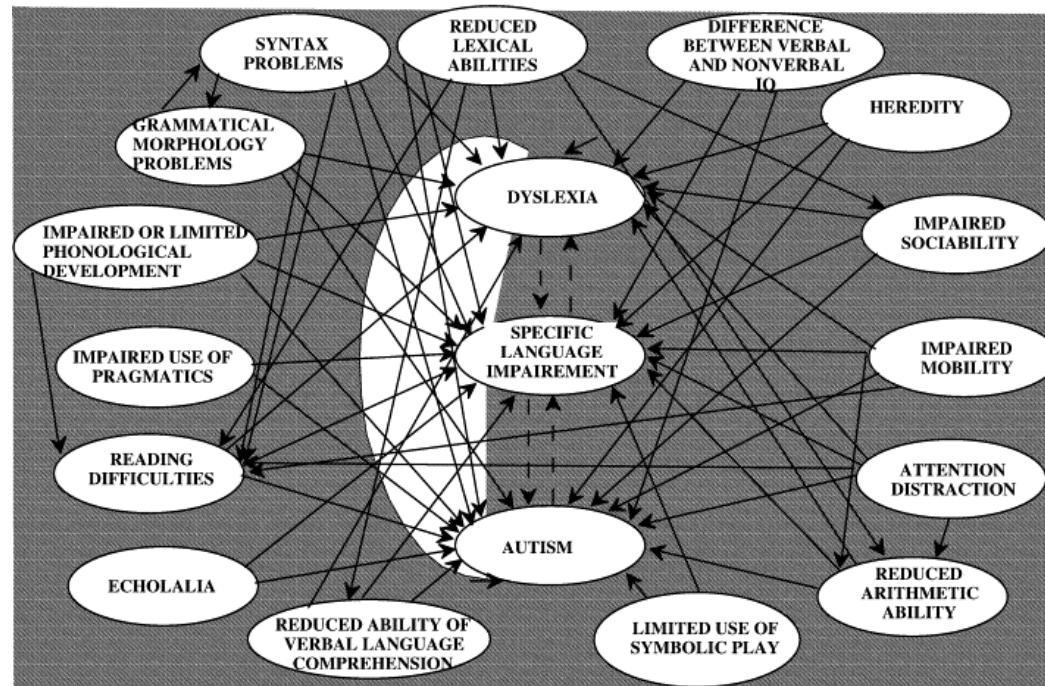 SYNTAX
PROBLEMS
REDUCED
LEXICAL
ABILITIES
DIFFERENCE
BETWEEN VERBAL
AND NONVERBAL
IQ
HEREDITY
GRAMMATICAL
MORPHOLOGY
PROBLEMS
DYSLEXIA
IMPAIRED OR LIMITED
PHONOLOGICAL
DEVELOPMENT
IMPAIRED
SOCIABILITY
SPECIFIC
LANGUAGE
IMPAIREMENT
IMPAIRED USE OF
PRAGMATICS
IMPAIRED
MOBILITY
READING
DIFFICULTIES
ATTENTION
DISTRACTION
AUTISM
ECHOLALIA
REDUCED
ARITHMETIC
ABILITY
REDUCED ABILITY OF
VERBAL LANGUAGE
COMPREHENSION
LIMITED USE OF
SYMBOLIC PLAY